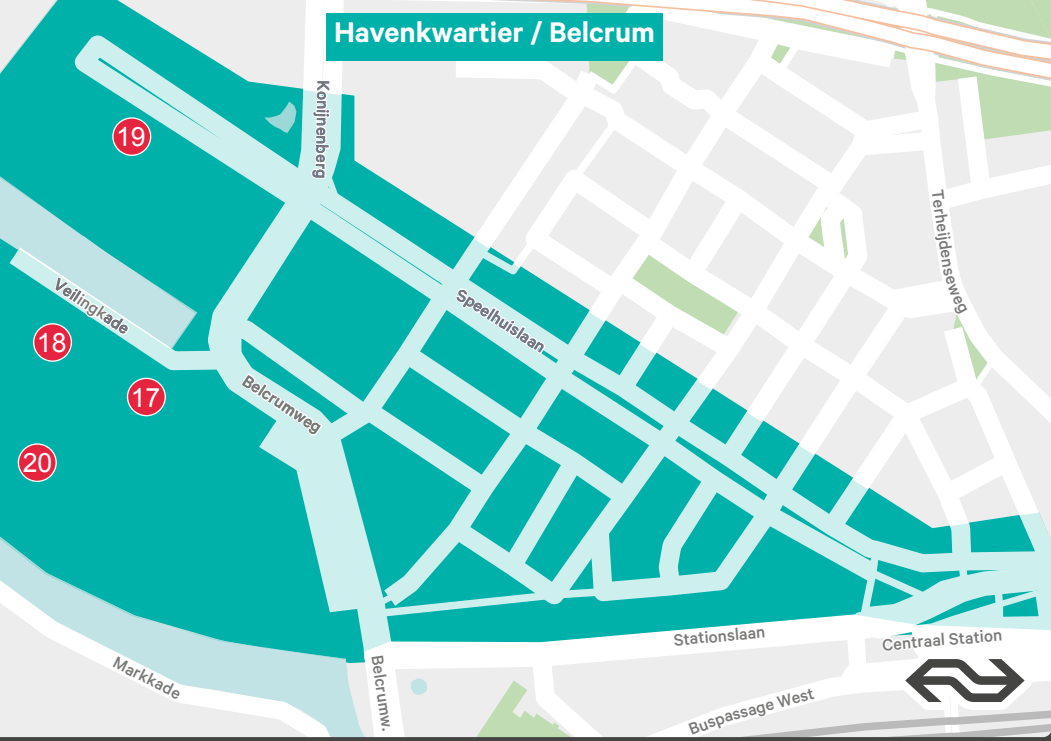 Havenkwartier / Belcrum
Konijnenberg
19
Terheijdenseweg
Veilingkade
Speelhuislaan
18
17
Belcrumweg
20
Stationslaan
Centraal Station
Markkade
Belcrumw.
Buspassage West